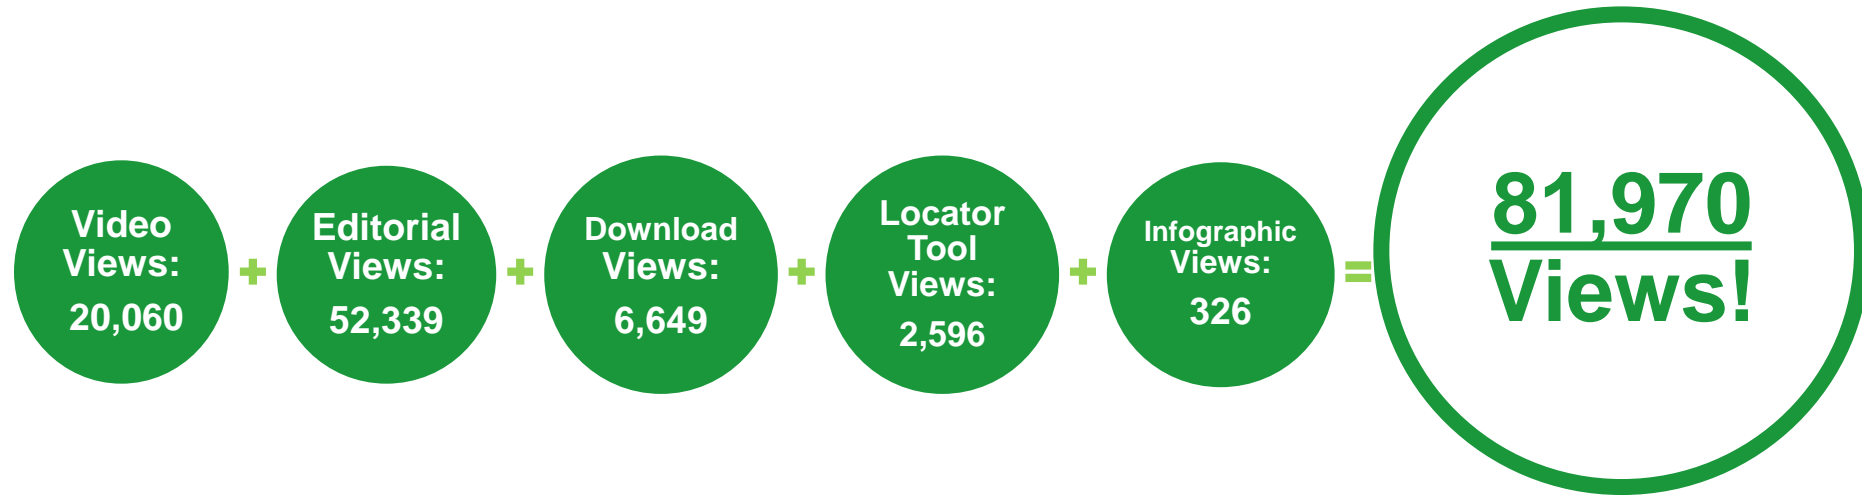 Video
Views:
20,060
+
Editorial
Views:
52,339
+
Download
Views:
6,649
+
Locator
Tool
Views:
2,596
+
Infographic
Views:
326
=
81,970
Views!